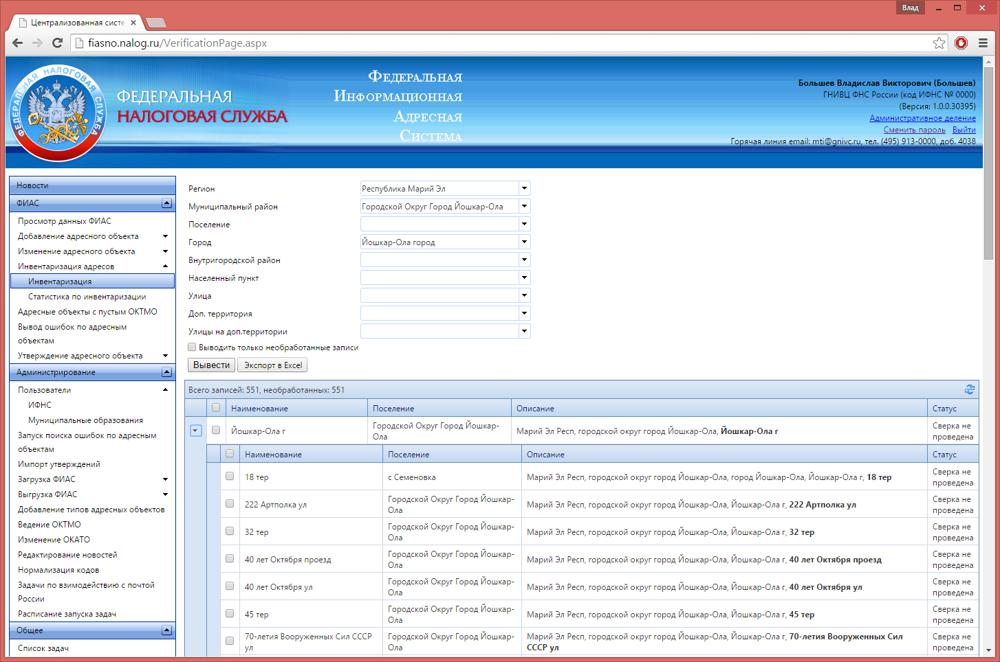 Влад
Централизованная систе
fiasno.nalog.ru/VerificationPage.aspx
ФЕДЕРАЛЬНАЯ НАЛОГОВАЯ СЛУЖБА
ФЕДЕРАЛЬНАЯ
НАЛОГОВАЯ СЛУЖБА
Федеральная
Информационная
Адресная
Система
Большев Владислав Викторович (Большев)
ГНИВЦ ФНС России (код ИФНС № 0000)
(Версия: 1.0.0.30395)
Административное деление
Сменить пароль Выйти
Горячая линия email: mti@gnivc.ru, тел. (495) 913-0000, доб. 4038
Новости
ФИАС
Просмотр данных ФИАС
Добавление адресного объекта
Изменение адресного объекта
Инвентаризация адресов
Инвентаризация
Статистика по инвентаризации
Адресные объекты с пустым ОКТМО
Вывод ошибок по адресным
объектам
Утверждение адресного объекта
Администрирование
Пользователи
ИФНС
Муниципальные образования
Запуск поиска ошибок по адресным
объектам
Импорт утверждений
Загрузка ФИАС
Выгрузка ФИАС
Добавление типов адресных объектов
Ведение ОКТМО
Изменение ОКАТО
Редактирование новостей
Нормализация кодов
Задачи по взимодействию с почтой
России
Расписание запуска задач
Общее
Список задач
Регион Республика Марий Эл
Муниципальный район Городской Округ Город Йошкар-Ола
Поселение
Город Йошкар-Ола город
Внутригородской район
Населенный пункт
Улица
Доп. территория
Улицы на доп.территории
Выводить только необработанные записи
Вывести Экспорт в Excel
Всего записей: 551, необработанных: 551
Наименование Поселение Описание Статус
Йошкар-Ола г Городской Округ Город Йошкар-
Ола Марий Эл Респ, городской округ город Йошкар-Ола, Йошкар-Ола г Сверка не
проведена
Наименование Поселение Описание Статус
18 тер с Семеновка Марий Эл Респ, городской округ город Йошкар-Ола, город Йошкар-Ола, Йошкар-Ола г, 18 тер Сверка не
проведена
222 Артполка ул Городской Округ Город Йошкар-
Ола Марий Эл Респ, городской округ город Йошкар-Ола, Йошкар-Ола г, 222 Артполка ул Сверка не
проведена
32 тер Городской Округ Город Йошкар-
Ола Марий Эл Респ, городской округ город Йошкар-Ола, Йошкар-Ола г, 32 тер Сверка не
проведена
40 лет Октября проезд Городской Округ Город Йошкар-
Ола Марий Эл Респ, городской округ город Йошкар-Ола, Йошкар-Ола г, 40 лет Октября проезд Сверка не
проведена
40 лет Октября ул Городской Округ Город Йошкар-
Ола Марий Эл Респ, городской округ город Йошкар-Ола, Йошкар-Ола г, 40 лет Октября ул Сверка не
проведена
45 тер Городской Округ Город Йошкар-
Ола Марий Эл Респ, городской округ город Йошкар-Ола, Йошкар-Ола г, 45 тер Сверка не
проведена
70-летия Вооруженных Сил СССР
ул Городской Округ Город Йошкар-
Ола Марий Эл Респ, городской округ город Йошкар-Ола, Йошкар-Ола г, 70-летия Вооруженных Сил
СССР ул Сверка не
проведена